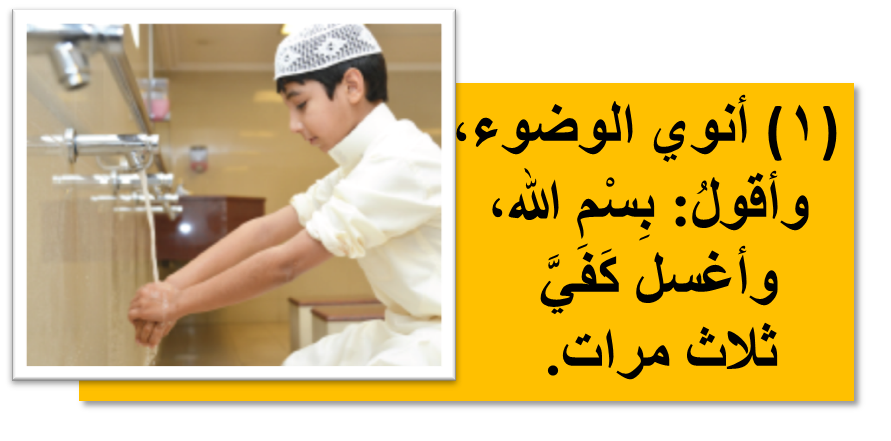 (١) أنوي الوضوء،
وأقولُ: بِسْمِ الله،
وأغسل كَفَيَّ
ثلاث مرات.